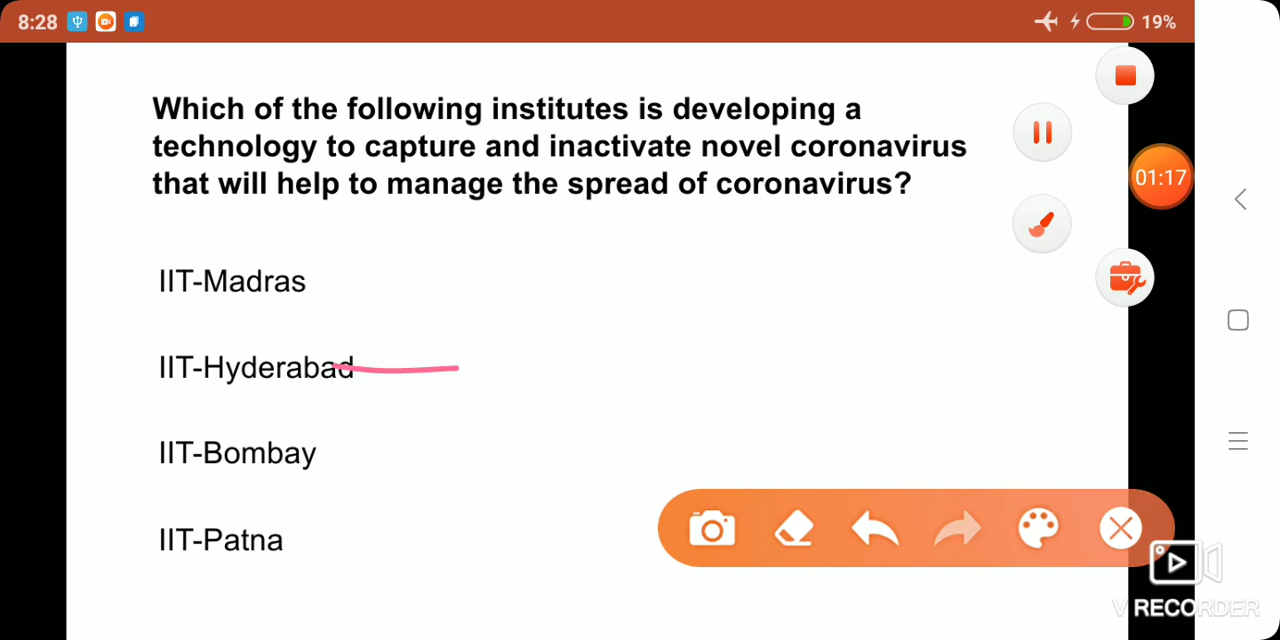 8:28
19%
Which of the following institutes is developing a
technology to capture and inactivate novel coronavirus
that will help to manage the spread of coronavirus?
01:17
IIT-Madras
IIT-Hyderabad
IIT-Bombay
IIT-Patna
V RECORDER